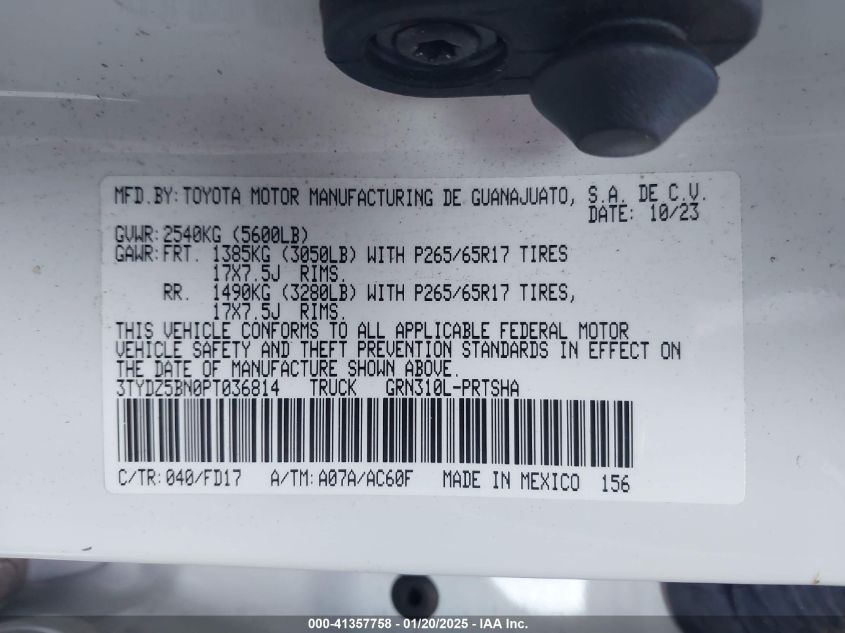 MFD.BY:TOYOTA MOTOR MANUFACTURING DE GUANAJUATO, S.A. DE C.V.
DATE: 10/23
GVWR:2540KG (5600LB)
GAWR:FRT. 1385KG (3050LB) WITH P265/65R17 TIRES
17X7.5J RIMS.
RR. 1490KG (3280LB) WITH P265/65R17 TIRES,
17X7.5J RIMS.
THIS VEHICLE CONFORMS TO ALL APPLICABLE FEDERAL MOTOR
VEHICLE SAFETY AND THEFT PREVENTION STANDARDS IN EFFECT ON
THE DATE OF MANUFACTURE SHOWN ABOVE.
3TYDZ5BN0PT036814 TRUCK GRN310L-PRTSHA
C/TR:040/FD17 A/TM:A07A/AC60F MADE IN MEXICO 156
000-41357758 - 01/20/2025 - IAA Inc.